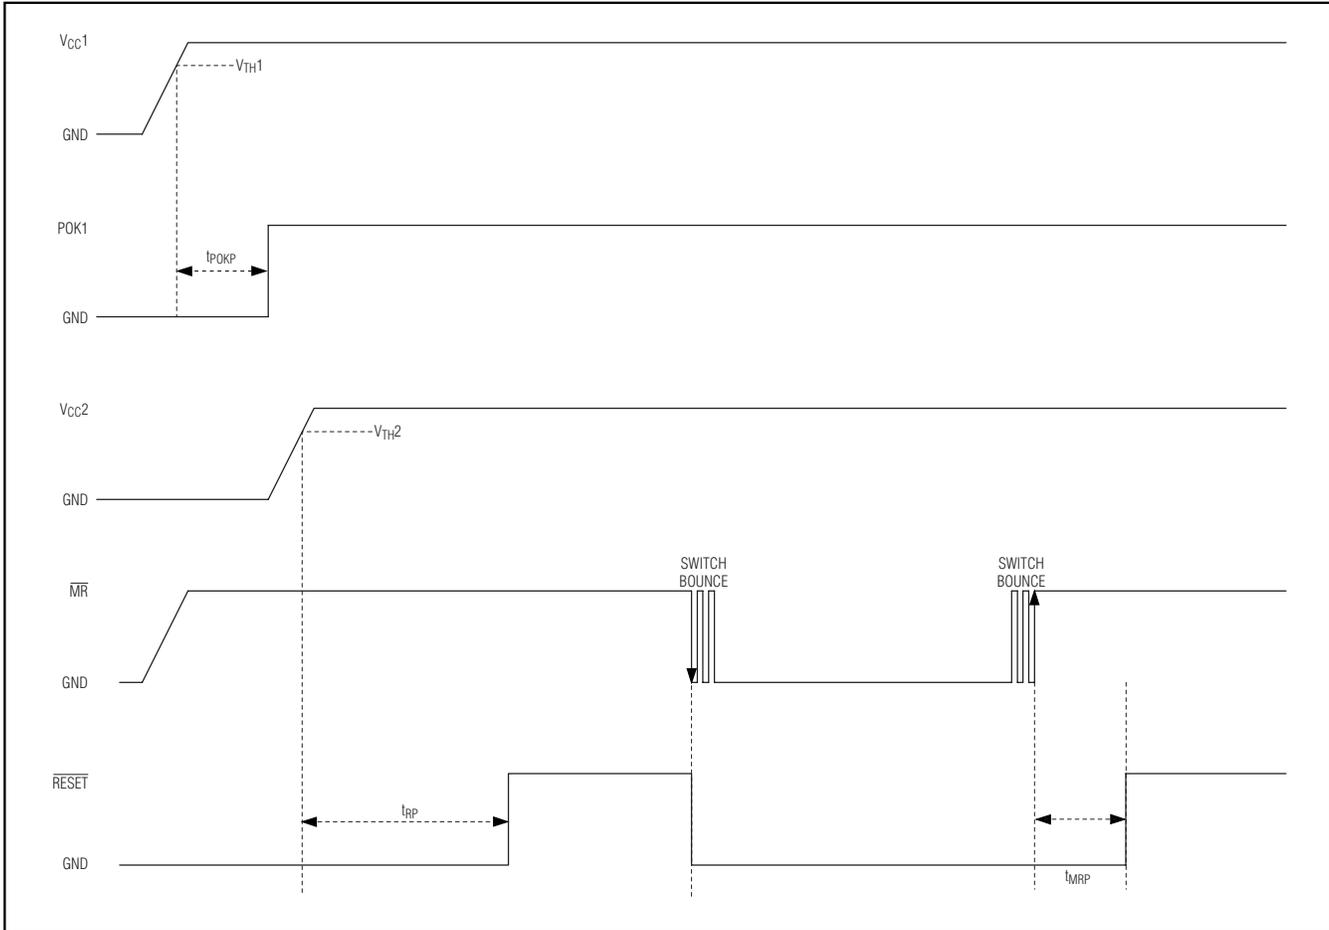 VCC1
VTH1
GND
POK1
tPOKP
GND
VCC2
VTH2
GND
SWITCH
BOUNCE
SWITCH
BOUNCE
MR
GND
RESET
tRP
GND
tMRP